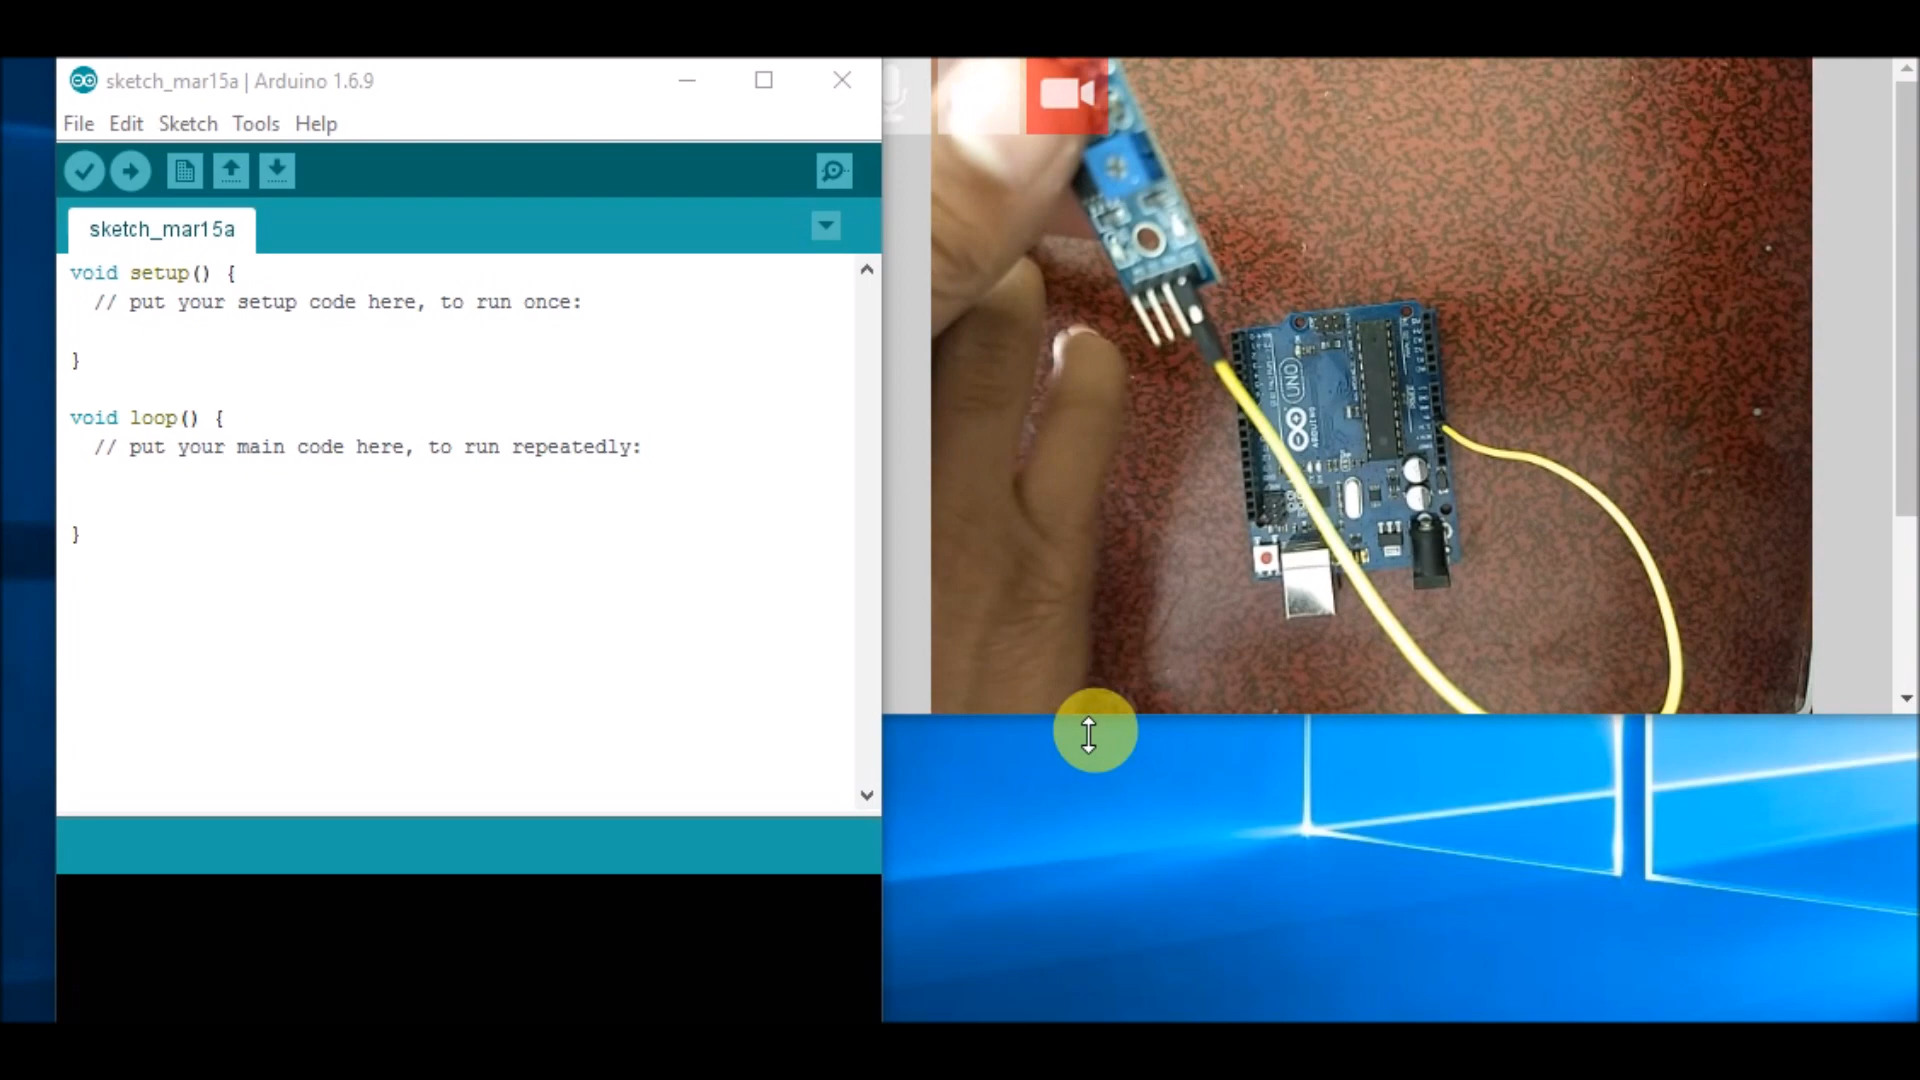 sketch_mar15a | Arduino 1.6.9
File Edit Sketch Tools Help
sketch_mar15a
void setup() {
// put your setup code here, to run once:
}
void loop() {
// put your main code here, to run repeatedly:
}
UNO
ARDUINO